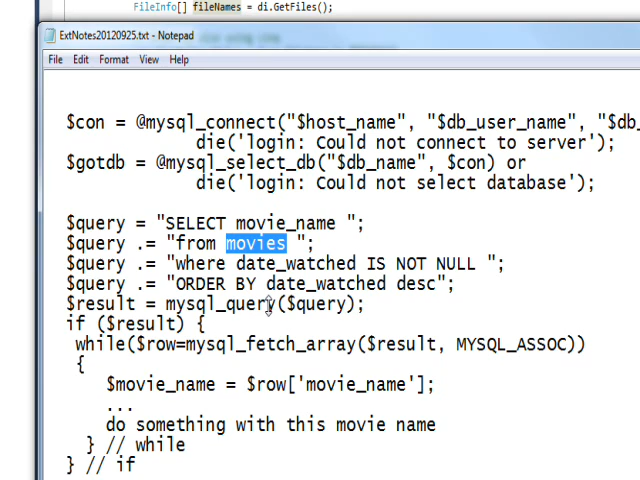 FileInfo[] fileNames = di.GetFiles();
ExtNotes20120925.txt - Notepad
File Edit Format View Help
$con = @mysql_connect("$host_name", "$db_user_name", "$db_
die('login: Could not connect to server');
$gotdb = @mysql_select_db("$db_name", $con) or
die('login: Could not select database');
$query = "SELECT movie_name ";
$query .= "from movies ";
$query .= "where date_watched IS NOT NULL ";
$query .= "ORDER BY date_watched desc";
$result = mysql_query($query);
if ($result) {
while($row=mysql_fetch_array($result, MYSQL_ASSOC))
{
$movie_name = $row['movie_name'];
...
do something with this movie name
} // while
} // if